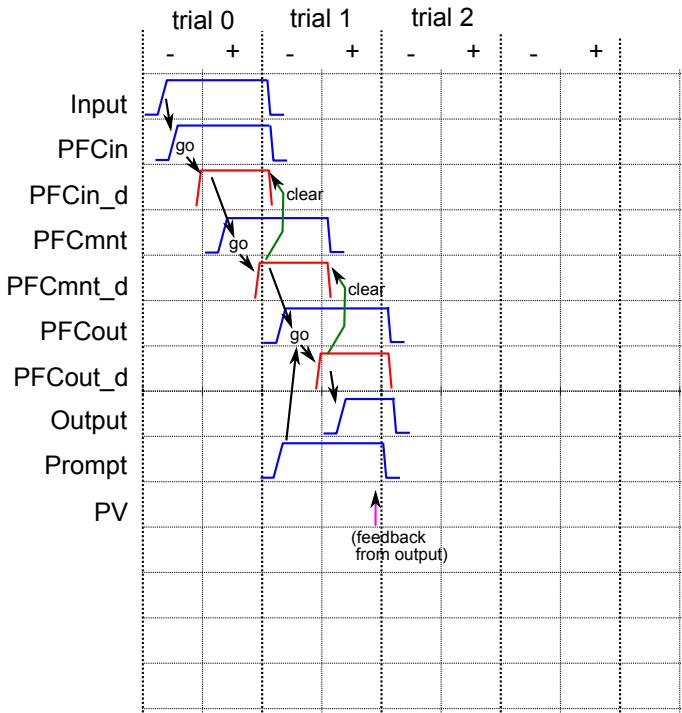 trial 0 trial 1 trial 2
- + - + - + - +
Input
PFCin
go
PFCin_d
clear
PFCmnt
go
PFCmnt_d
clear
PFCout
go
PFCout_d
Output
Prompt
PV
(feedback
from output)